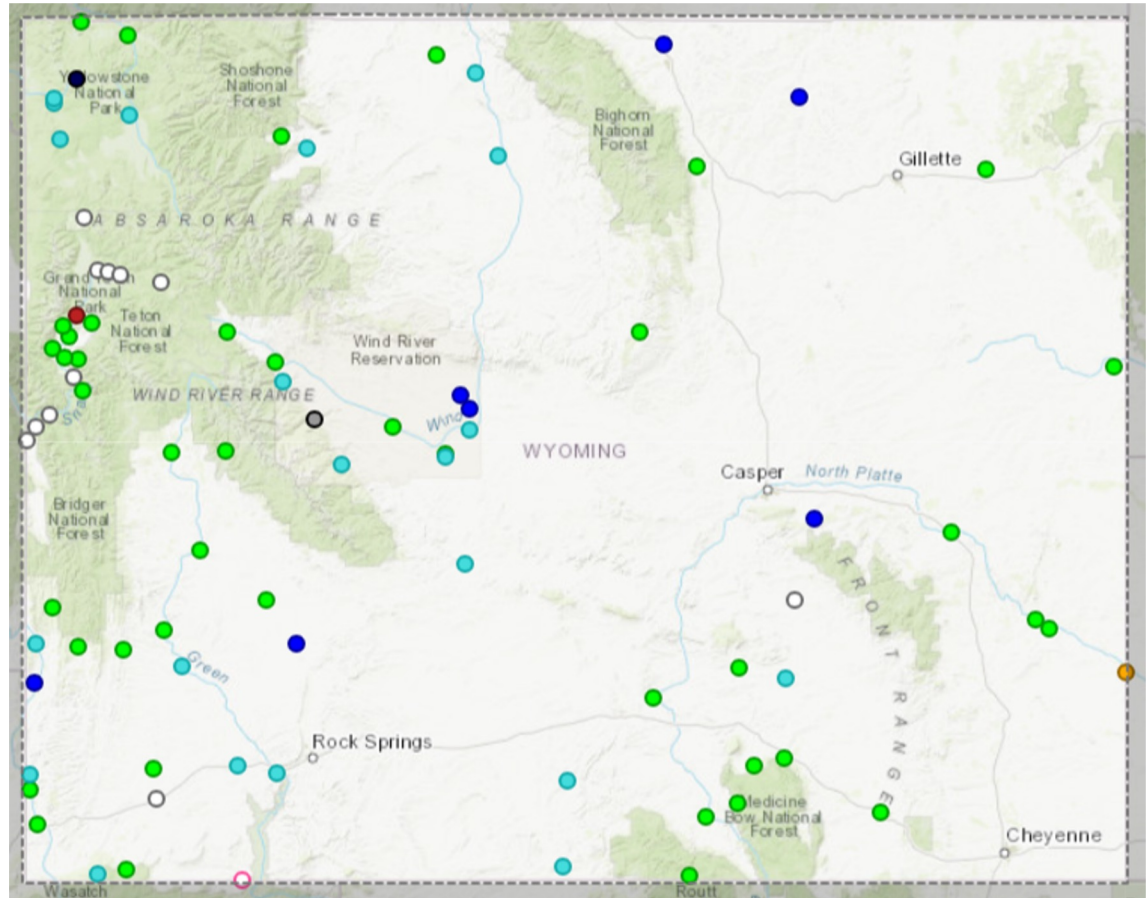 Yellowstone
National
Park
Shoshone
National
Forest
Bighorn
National
Forest
Gillette
ABSAROKA RANGE
Grand Teton
National
Park
Teton
National
Forest
Wind River
Reservation
WIND RIVER RANGE
Wind
WYOMING
Casper
North Platte
Bridger
National
Forest
FRONT RANGE
Green
Rock Springs
Medicine
Bow National
Forest
Cheyenne
Wasatch
Routt